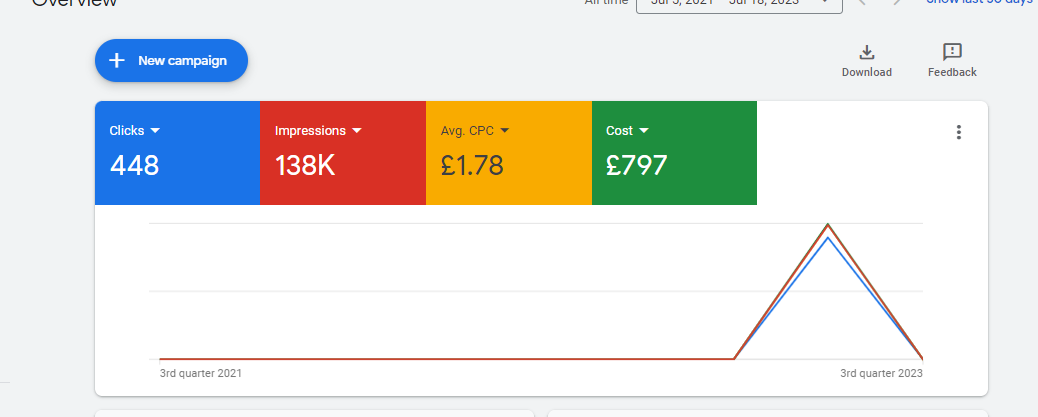 Overview
All time Jul 5, 2021 – Jul 18, 2023 Show last 30 days
New campaign
Download
Feedback
Clicks
448
Impressions
138K
Avg. CPC
£1.78
Cost
£797
3rd quarter 2021
3rd quarter 2023